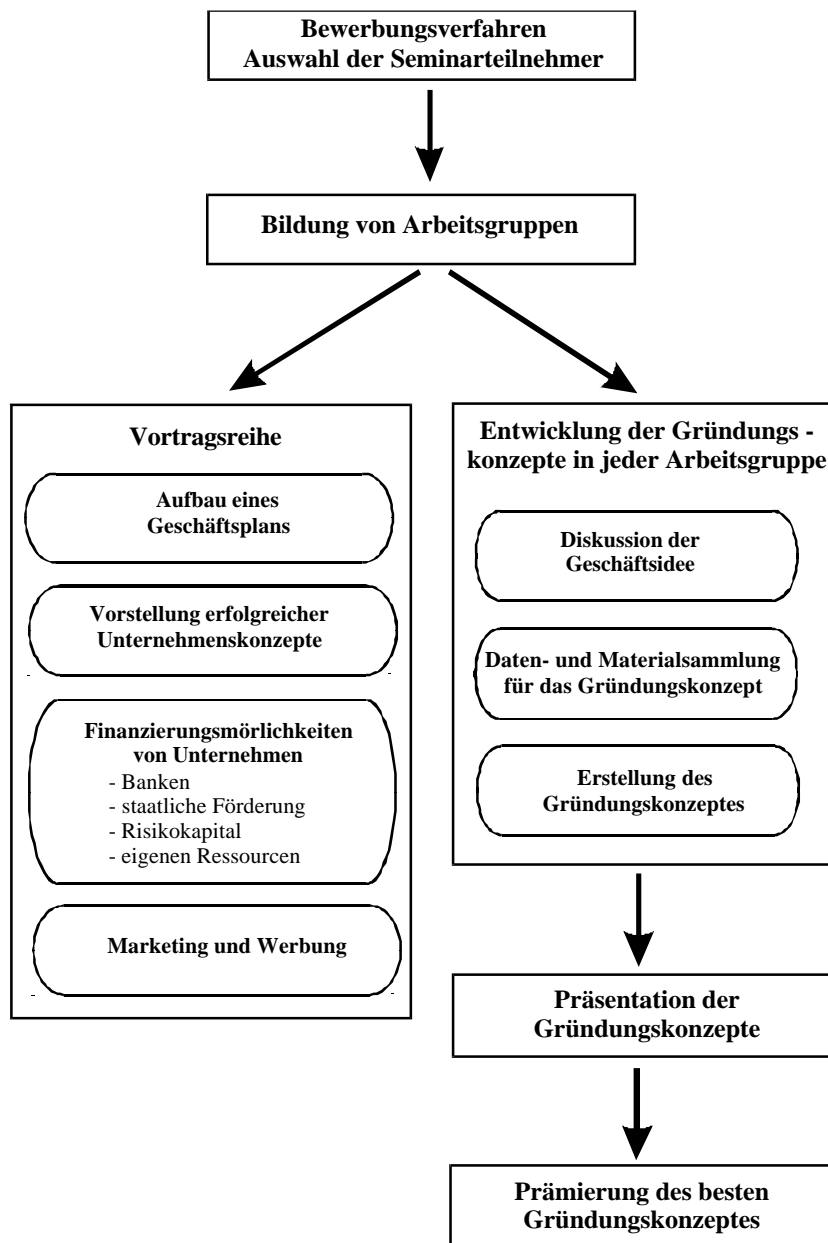 Bewerbungsverfahren
Auswahl der Seminarteilnehmer
Bildung von Arbeitsgruppen
Vortragsreihe
Aufbau eines
Geschäftsplans
Vorstellung erfolgreicher
Unternehmenskonzepte
Finanzierungsmörlichkeiten
von Unternehmen
- Banken
- staatliche Förderung
- Risikokapital
- eigenen Ressourcen
Marketing und Werbung
Entwicklung der Gründungs -
konzepte in jeder Arbeitsgruppe
Diskussion der
Geschäftsidee
Daten- und Materialsammlung
für das Gründungskonzept
Erstellung des
Gründungskonzeptes
Präsentation der
Gründungskonzepte
Prämierung des besten
Gründungskonzeptes